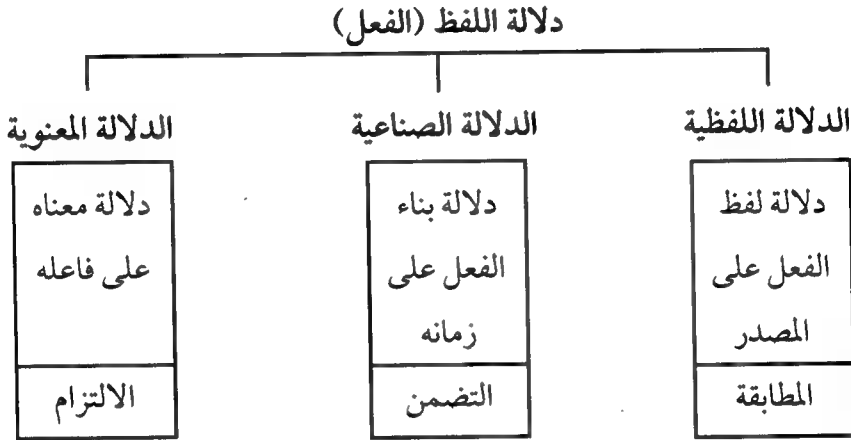 دلالة اللفظ (الفعل)
الدلالة اللفظية
الدلالة الصناعية
الدلالة المعنوية
دلالة لفظ
الفعل على
المصدر
المطابقة
دلالة بناء
الفعل على
زمانه
التضمن
دلالة معناه
على فاعله
الالتزام